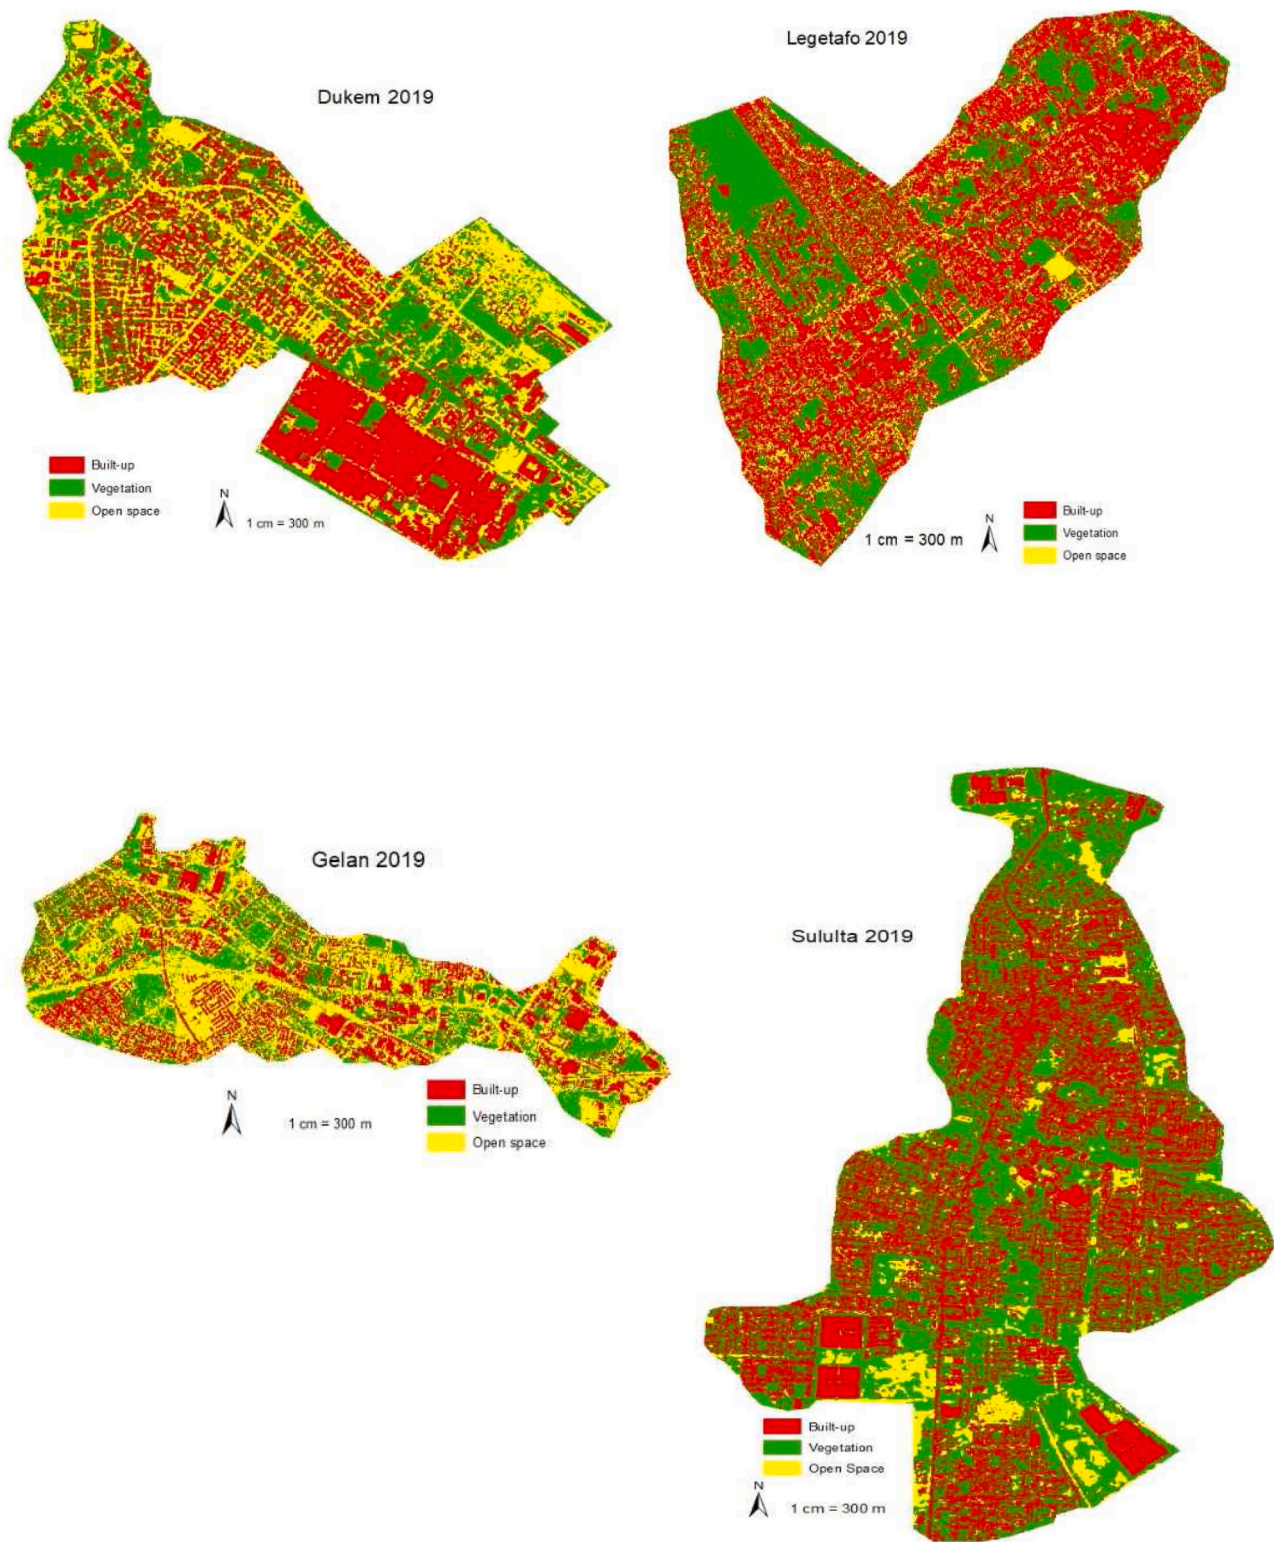 Dukem 2019
Built-up
Vegetation
Open space
N
1 cm = 300 m
Legetafo 2019
1 cm = 300 m
N
Built-up
Vegetation
Open space
Gelan 2019
N
1 cm = 300 m
Built-up
Vegetation
Open space
Sululta 2019
Built-up
Vegetation
Open Space
N
1 cm = 300 m